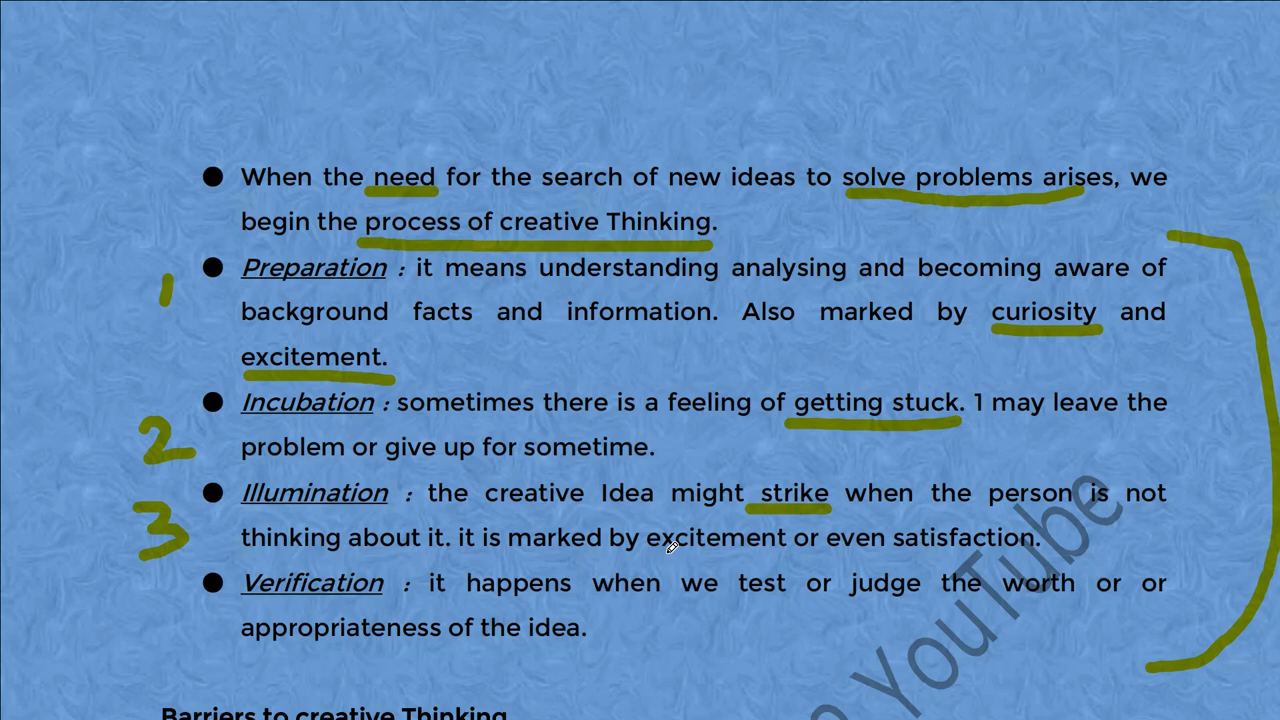 ● When the need for the search of new ideas to solve problems arises, we
begin the process of creative Thinking.
1
● Preparation : it means understanding analysing and becoming aware of
background facts and information. Also marked by curiosity and
excitement.
2
● Incubation : sometimes there is a feeling of getting stuck. 1 may leave the
problem or give up for sometime.
3
● Illumination : the creative Idea might strike when the person is not
thinking about it. it is marked by excitement or even satisfaction.
● Verification : it happens when we test or judge the worth or or
appropriateness of the idea.
YouTube
Barriers to creative Thinking